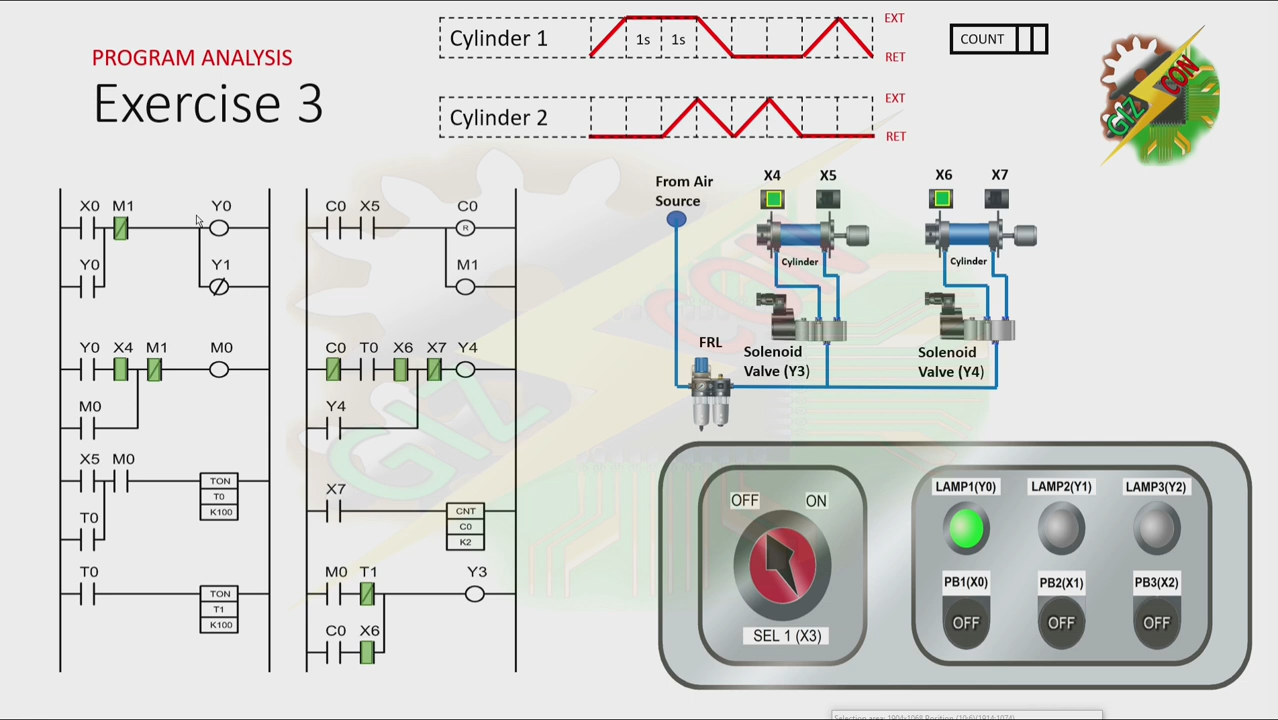 PROGRAM ANALYSIS
Exercise 3
Cylinder 1
1s
1s
EXT
RET
Cylinder 2
EXT
RET
COUNT
GIZ CON
X0 M1 Y0
Y0 Y1
Y0 X4 M1 M0
M0
X5 M0
TON
T0
K100
T0
T0
TON
T1
K100
C0 X5 C0
R
M1
C0 T0 X6 X7 Y4
Y4
X7
CNT
C0
K2
M0 T1 Y3
C0 X6
From Air
Source
X4 X5
X6 X7
Cylinder
Cylinder
FRL
Solenoid
Valve (Y3)
Solenoid
Valve (Y4)
OFF ON
SEL 1 (X3)
LAMP1(Y0) LAMP2(Y1) LAMP3(Y2)
PB1(X0) PB2(X1) PB3(X2)
OFF OFF OFF
GIZ CON